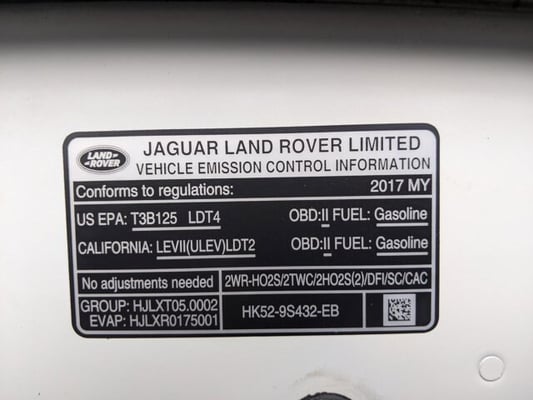 LAND-
-ROVER
JAGUAR LAND ROVER LIMITED
VEHICLE EMISSION CONTROL INFORMATION
Conforms to regulations: 2017 MY
US EPA: T3B125 LDT4 OBD:II FUEL: Gasoline
CALIFORNIA: LEVII(ULEV)LDT2 OBD:II FUEL: Gasoline
No adjustments needed 2WR-HO2S/2TWC/2HO2S(2)/DFI/SC/CAC
GROUP: HJLXT05.0002
EVAP: HJLXR0175001
HK52-9S432-EB